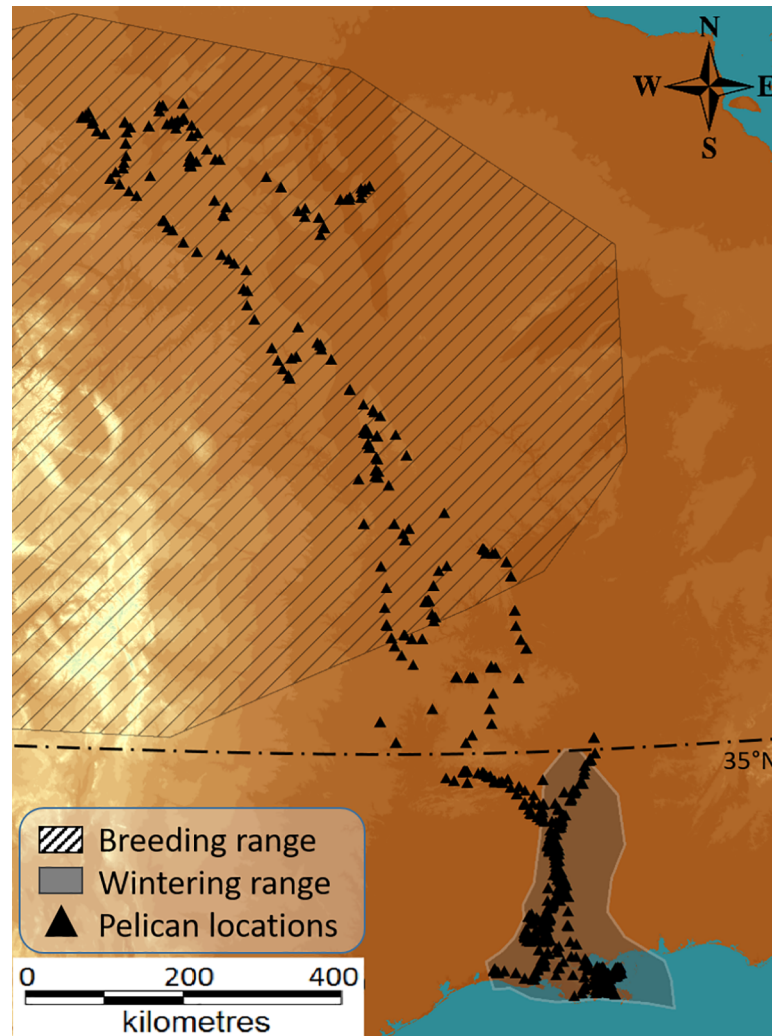 N
W E
S
35°N
Breeding range
Wintering range
Pelican locations
0 200 400
kilometres